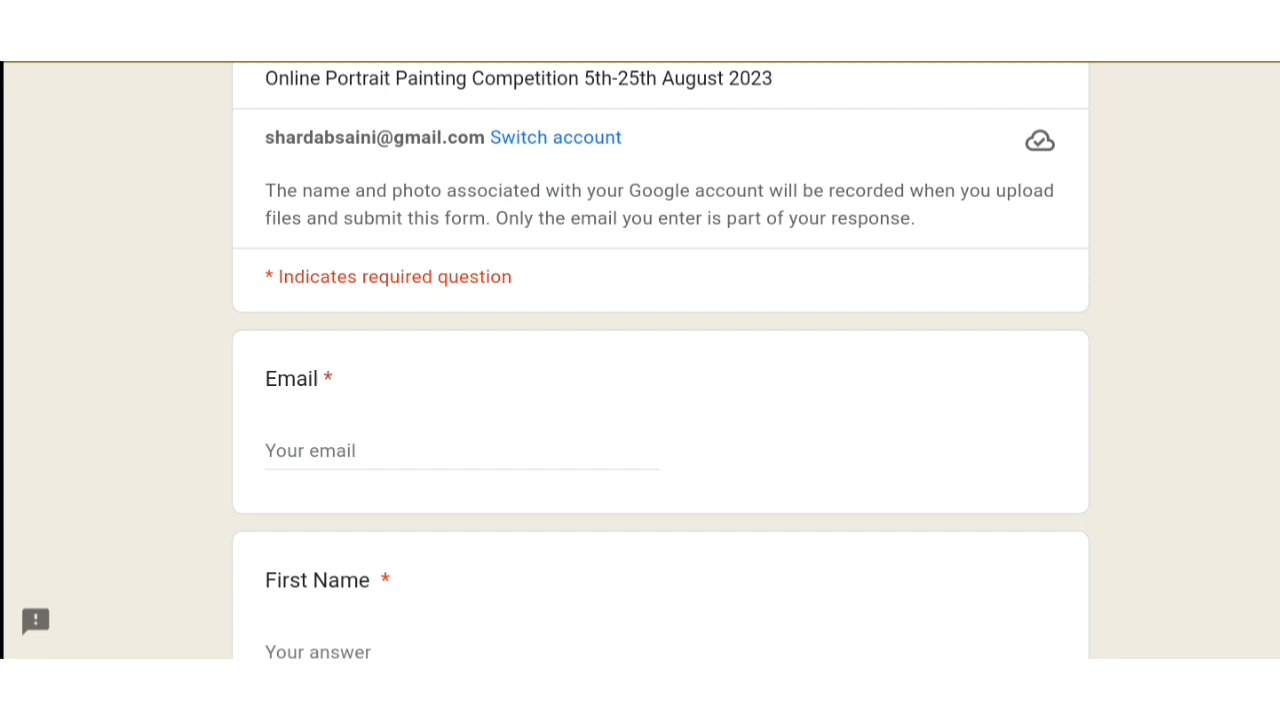 Online Portrait Painting Competition 5th-25th August 2023
shardabsaini@gmail.com Switch account
The name and photo associated with your Google account will be recorded when you upload
files and submit this form. Only the email you enter is part of your response.
* Indicates required question
Email *
Your email
First Name *
Your answer